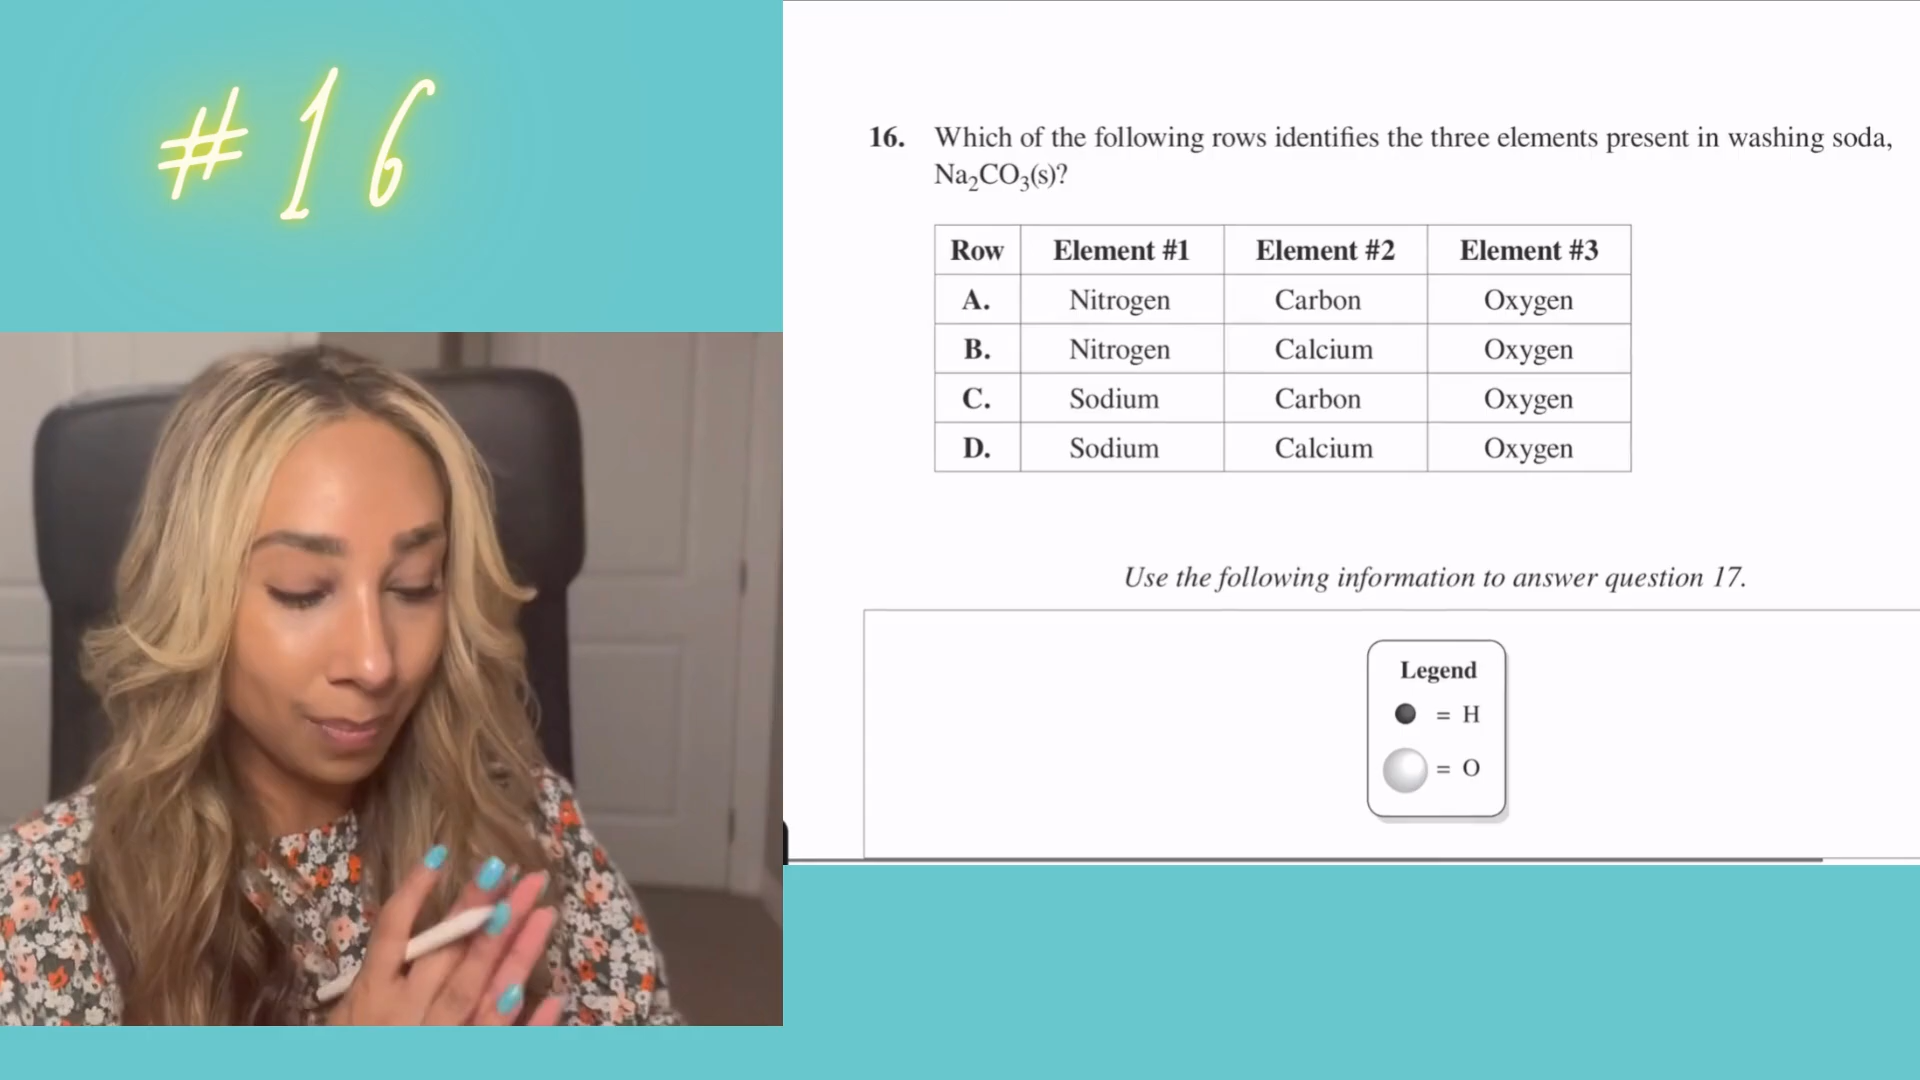 #16
16. Which of the following rows identifies the three elements present in washing soda,
Na₂CO₃(s)?
Row Element #1 Element #2 Element #3
A. Nitrogen Carbon Oxygen
B. Nitrogen Calcium Oxygen
C. Sodium Carbon Oxygen
D. Sodium Calcium Oxygen
Use the following information to answer question 17.
Legend
= H
= O